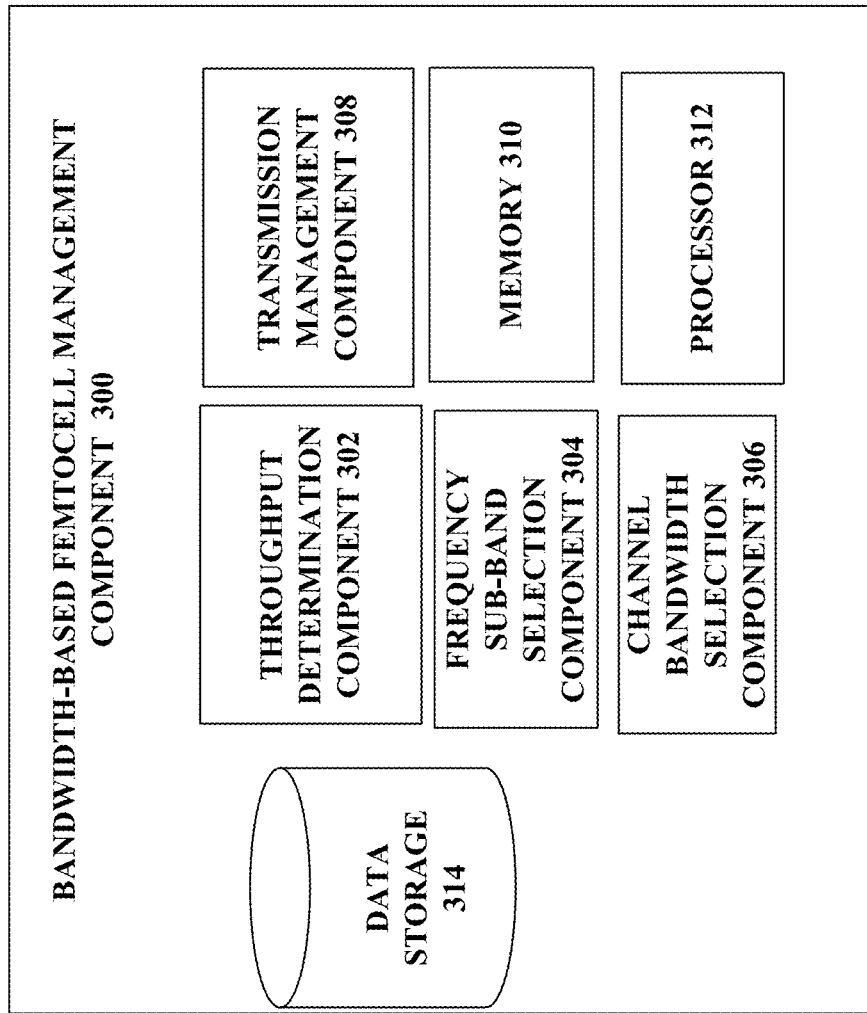 BANDWIDTH-BASED FEMTOCELL MANAGEMENT
COMPONENT 300
DATA
STORAGE
314
THROUGHPUT
DETERMINATION
COMPONENT 302
TRANSMISSION
MANAGEMENT
COMPONENT 308
FREQUENCY
SUB-BAND
SELECTION
COMPONENT 304
MEMORY 310
CHANNEL
BANDWIDTH
SELECTION
COMPONENT 306
PROCESSOR 312